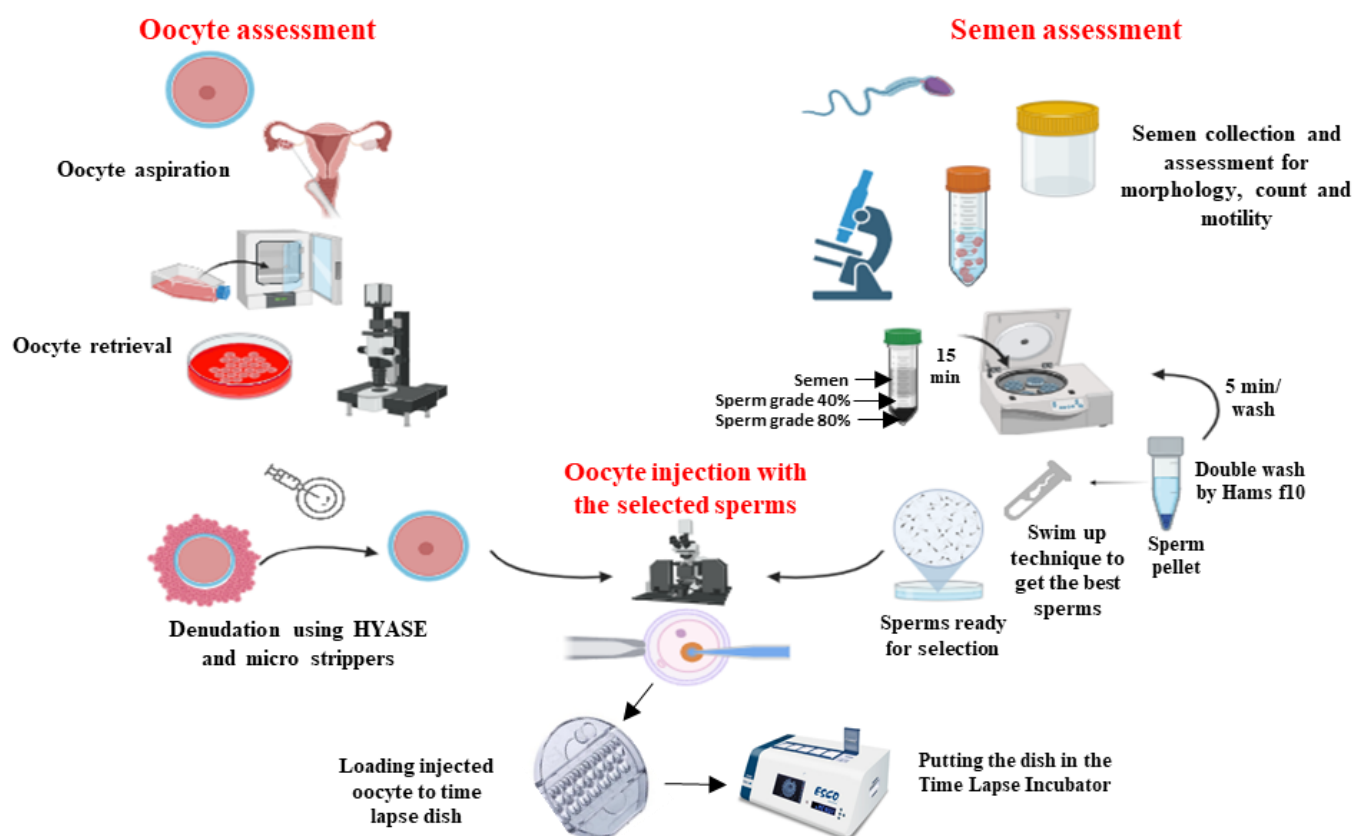 Oocyte assessment
Oocyte aspiration
Oocyte retrieval
Denudation using HYASE
and micro strippers
Semen assessment
Semen collection and
assessment for
morphology, count and
motility
15
min
Semen
Sperm grade 40%
Sperm grade 80%
5 min/
wash
Double wash
by Hams f10
Sperm
pellet
Swim up
technique to
get the best
sperms
Sperms ready
for selection
Oocyte injection with
the selected sperms
Loading injected
oocyte to time
lapse dish
ESCO
Putting the dish in the
Time Lapse Incubator